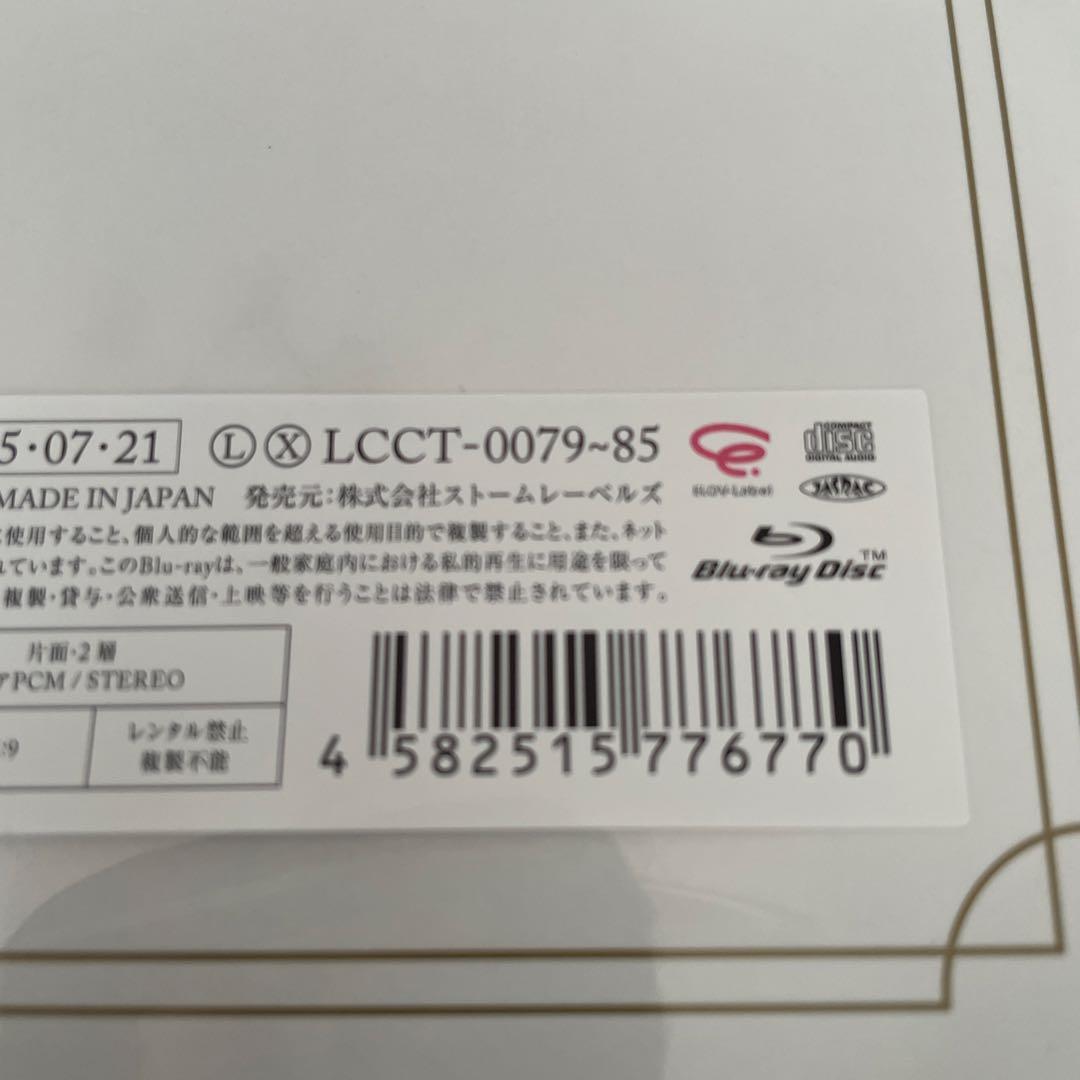 5・07・21 Ⓛ Ⓧ LCCT-0079~85
ELOV-Label
COMPACT
disc
DIGITAL AUDIO
JASRAC
MADE IN JAPAN 発売元：株式会社ストームレーベルズ
使用すること、個人的な範囲を超える使用目的で複製すること、また、ネット
れています。このBlu-rayは、一般家庭内における私的再生に用途を限って
複製・貸与・公衆送信・上映等を行うことは法律で禁止されています。
Blu-ray Disc™
片面・2層
アPCM / STEREO
:9
レンタル禁止
複製不能
4 582515 776770